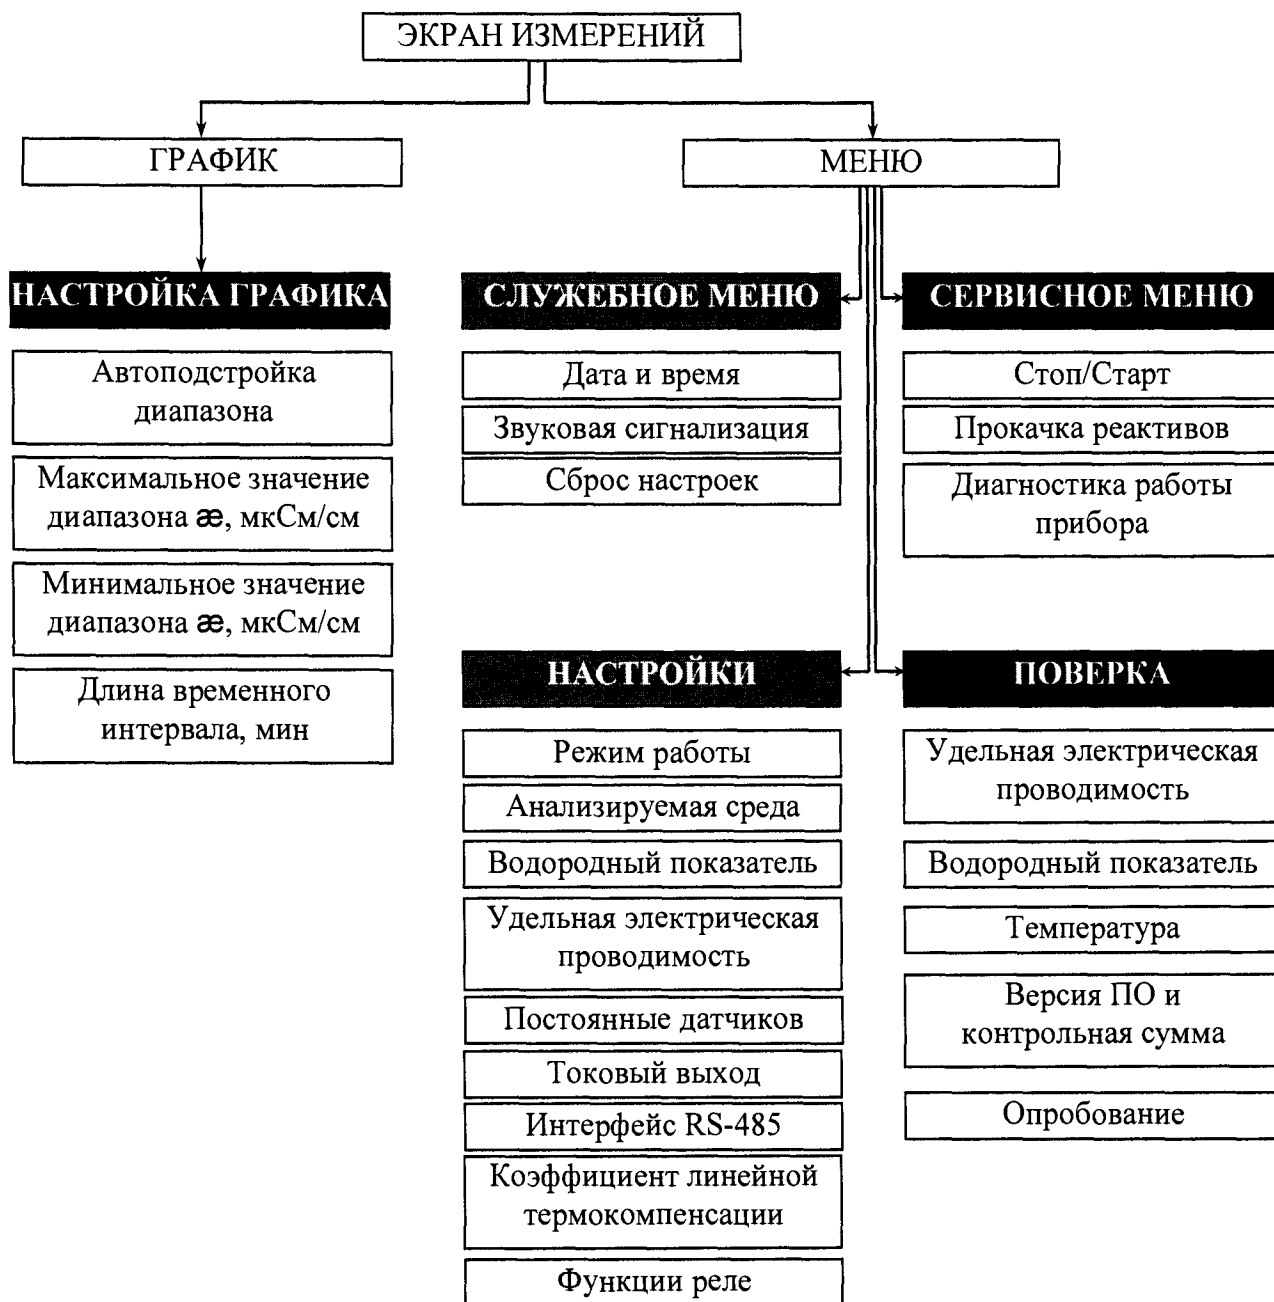 ЭКРАН ИЗМЕРЕНИЙ
ГРАФИК
МЕНЮ
НАСТРОЙКА ГРАФИКА
Автоподстройка
диапазона
Максимальное значение
диапазона æ, мкСм/см
Минимальное значение
диапазона æ, мкСм/см
Длина временного
интервала, мин
СЛУЖЕБНОЕ МЕНЮ
Дата и время
Звуковая сигнализация
Сброс настроек
СЕРВИСНОЕ МЕНЮ
Стоп/Старт
Прокачка реактивов
Диагностика работы
прибора
НАСТРОЙКИ
Режим работы
Анализируемая среда
Водородный показатель
Удельная электрическая
проводимость
Постоянные датчиков
Токовый выход
Интерфейс RS-485
Коэффициент линейной
термокомпенсации
Функции реле
ПОВЕРКА
Удельная электрическая
проводимость
Водородный показатель
Температура
Версия ПО и
контрольная сумма
Опробование